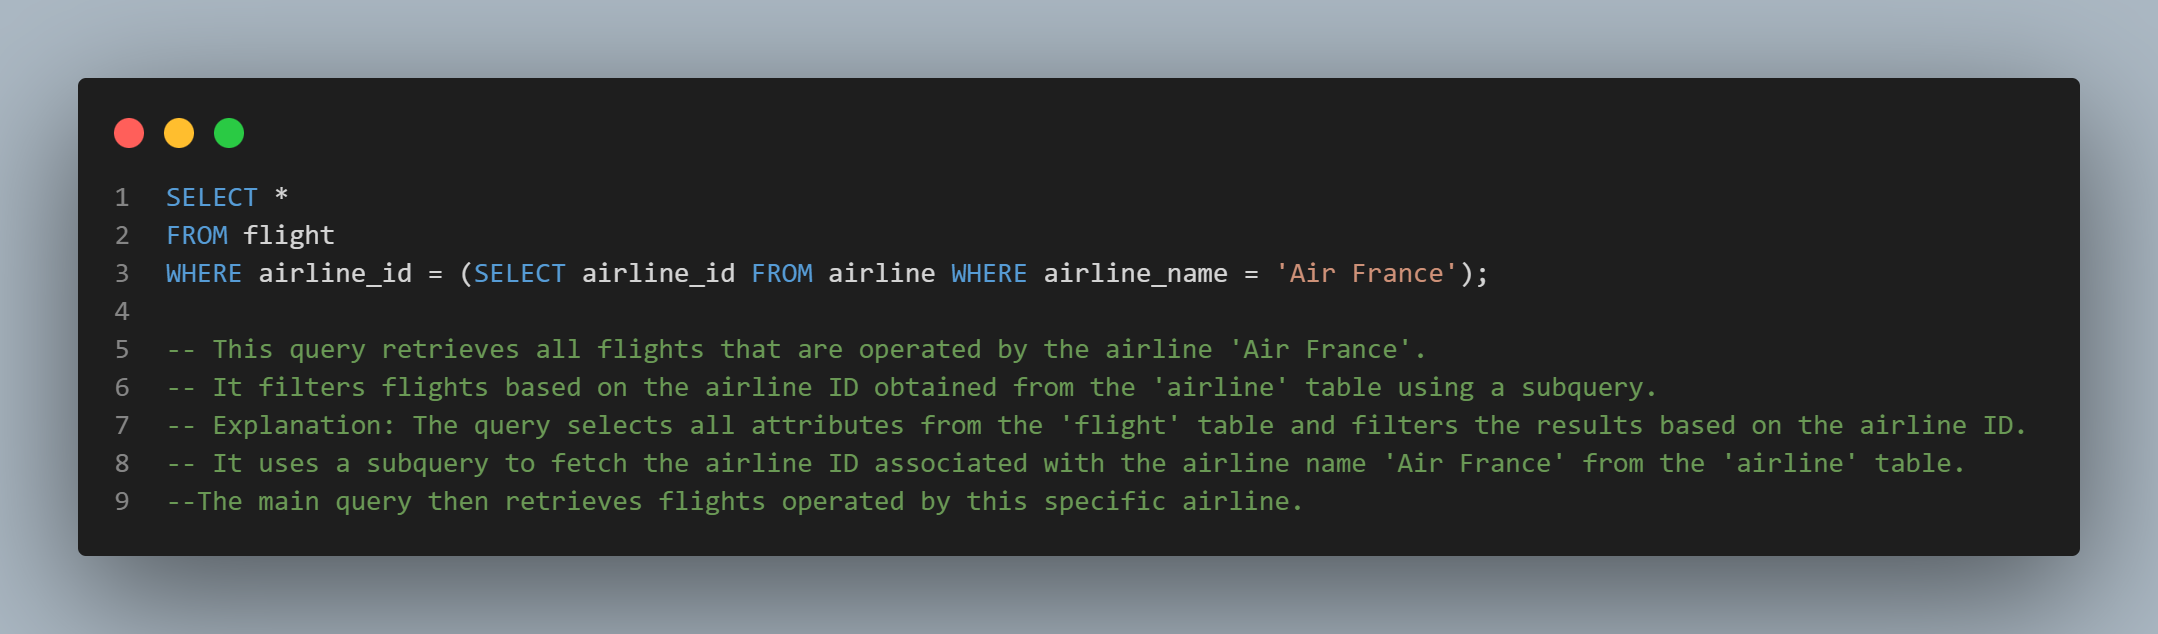 1 SELECT *
2 FROM flight
3 WHERE airline_id = (SELECT airline_id FROM airline WHERE airline_name = 'Air France');
4
5 -- This query retrieves all flights that are operated by the airline 'Air France'.
6 -- It filters flights based on the airline ID obtained from the 'airline' table using a subquery.
7 -- Explanation: The query selects all attributes from the 'flight' table and filters the results based on the airline ID.
8 -- It uses a subquery to fetch the airline ID associated with the airline name 'Air France' from the 'airline' table.
9 --The main query then retrieves flights operated by this specific airline.